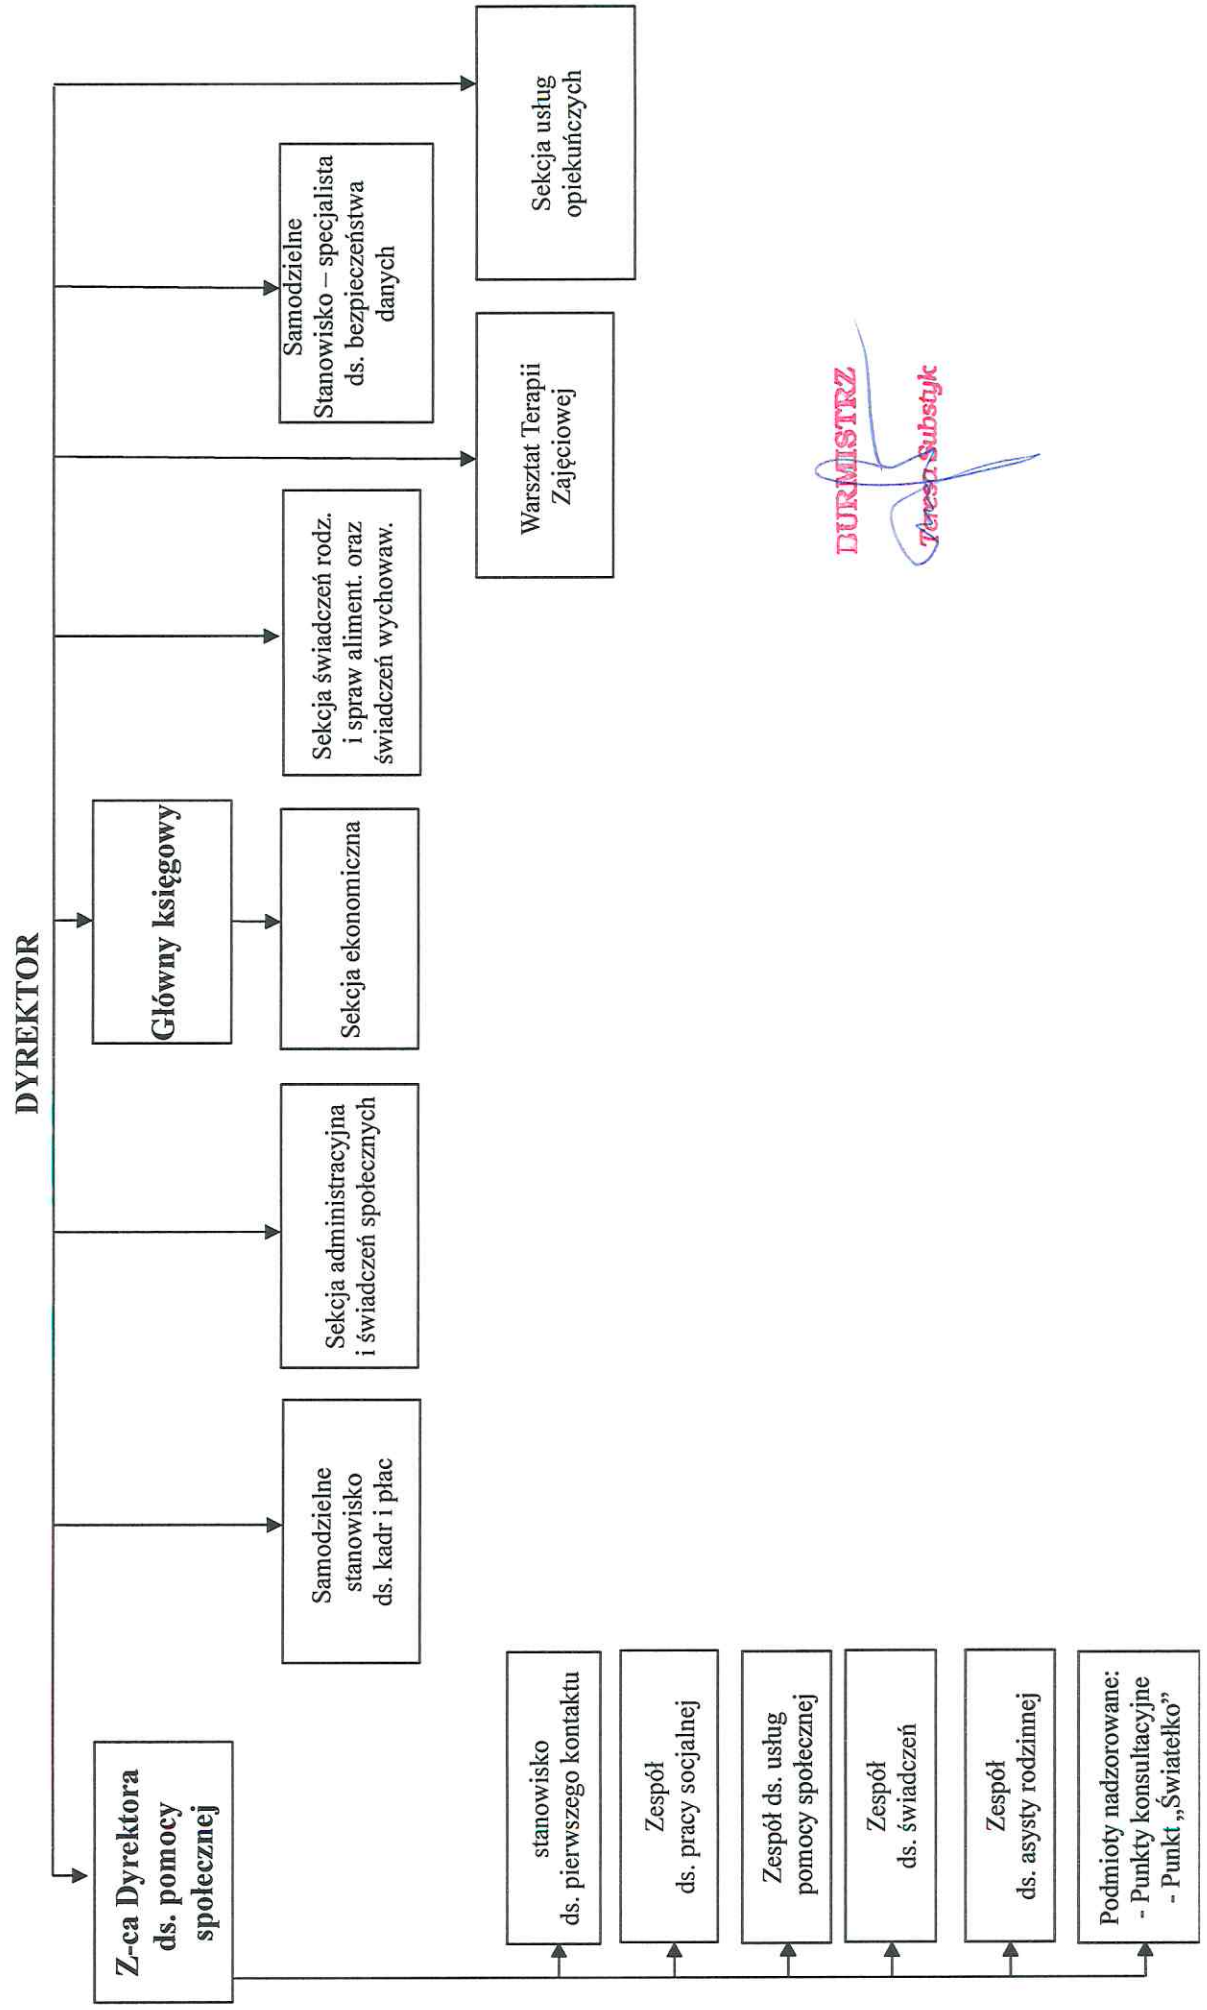 DYREKTOR
Z-ca Dyrektora
ds. pomocy
społecznej
Główny księgowy
Samodzielne
stanowisko
ds. kadr i płac
Sekcja administracyjna
i świadczeń społecznych
Sekcja ekonomiczna
Sekcja świadczeń rodz.
i spraw aliment. oraz
świadczeń wychowaw.
Samodzielne
Stanowisko – specjalista
ds. bezpieczeństwa
danych
Warsztat Terapii
Zajęciowej
Sekcja usług
opiekuńczych
stanowisko
ds. pierwszego kontaktu
Zespół
ds. pracy socjalnej
Zespół ds. usług
pomocy społecznej
Zespół
ds. świadczeń
Zespół
ds. asysty rodzinnej
Podmioty nadzorowane:
- Punkty konsultacyjne
- Punkt „Światełko”
BURMISTRZ
Teresa Substyk